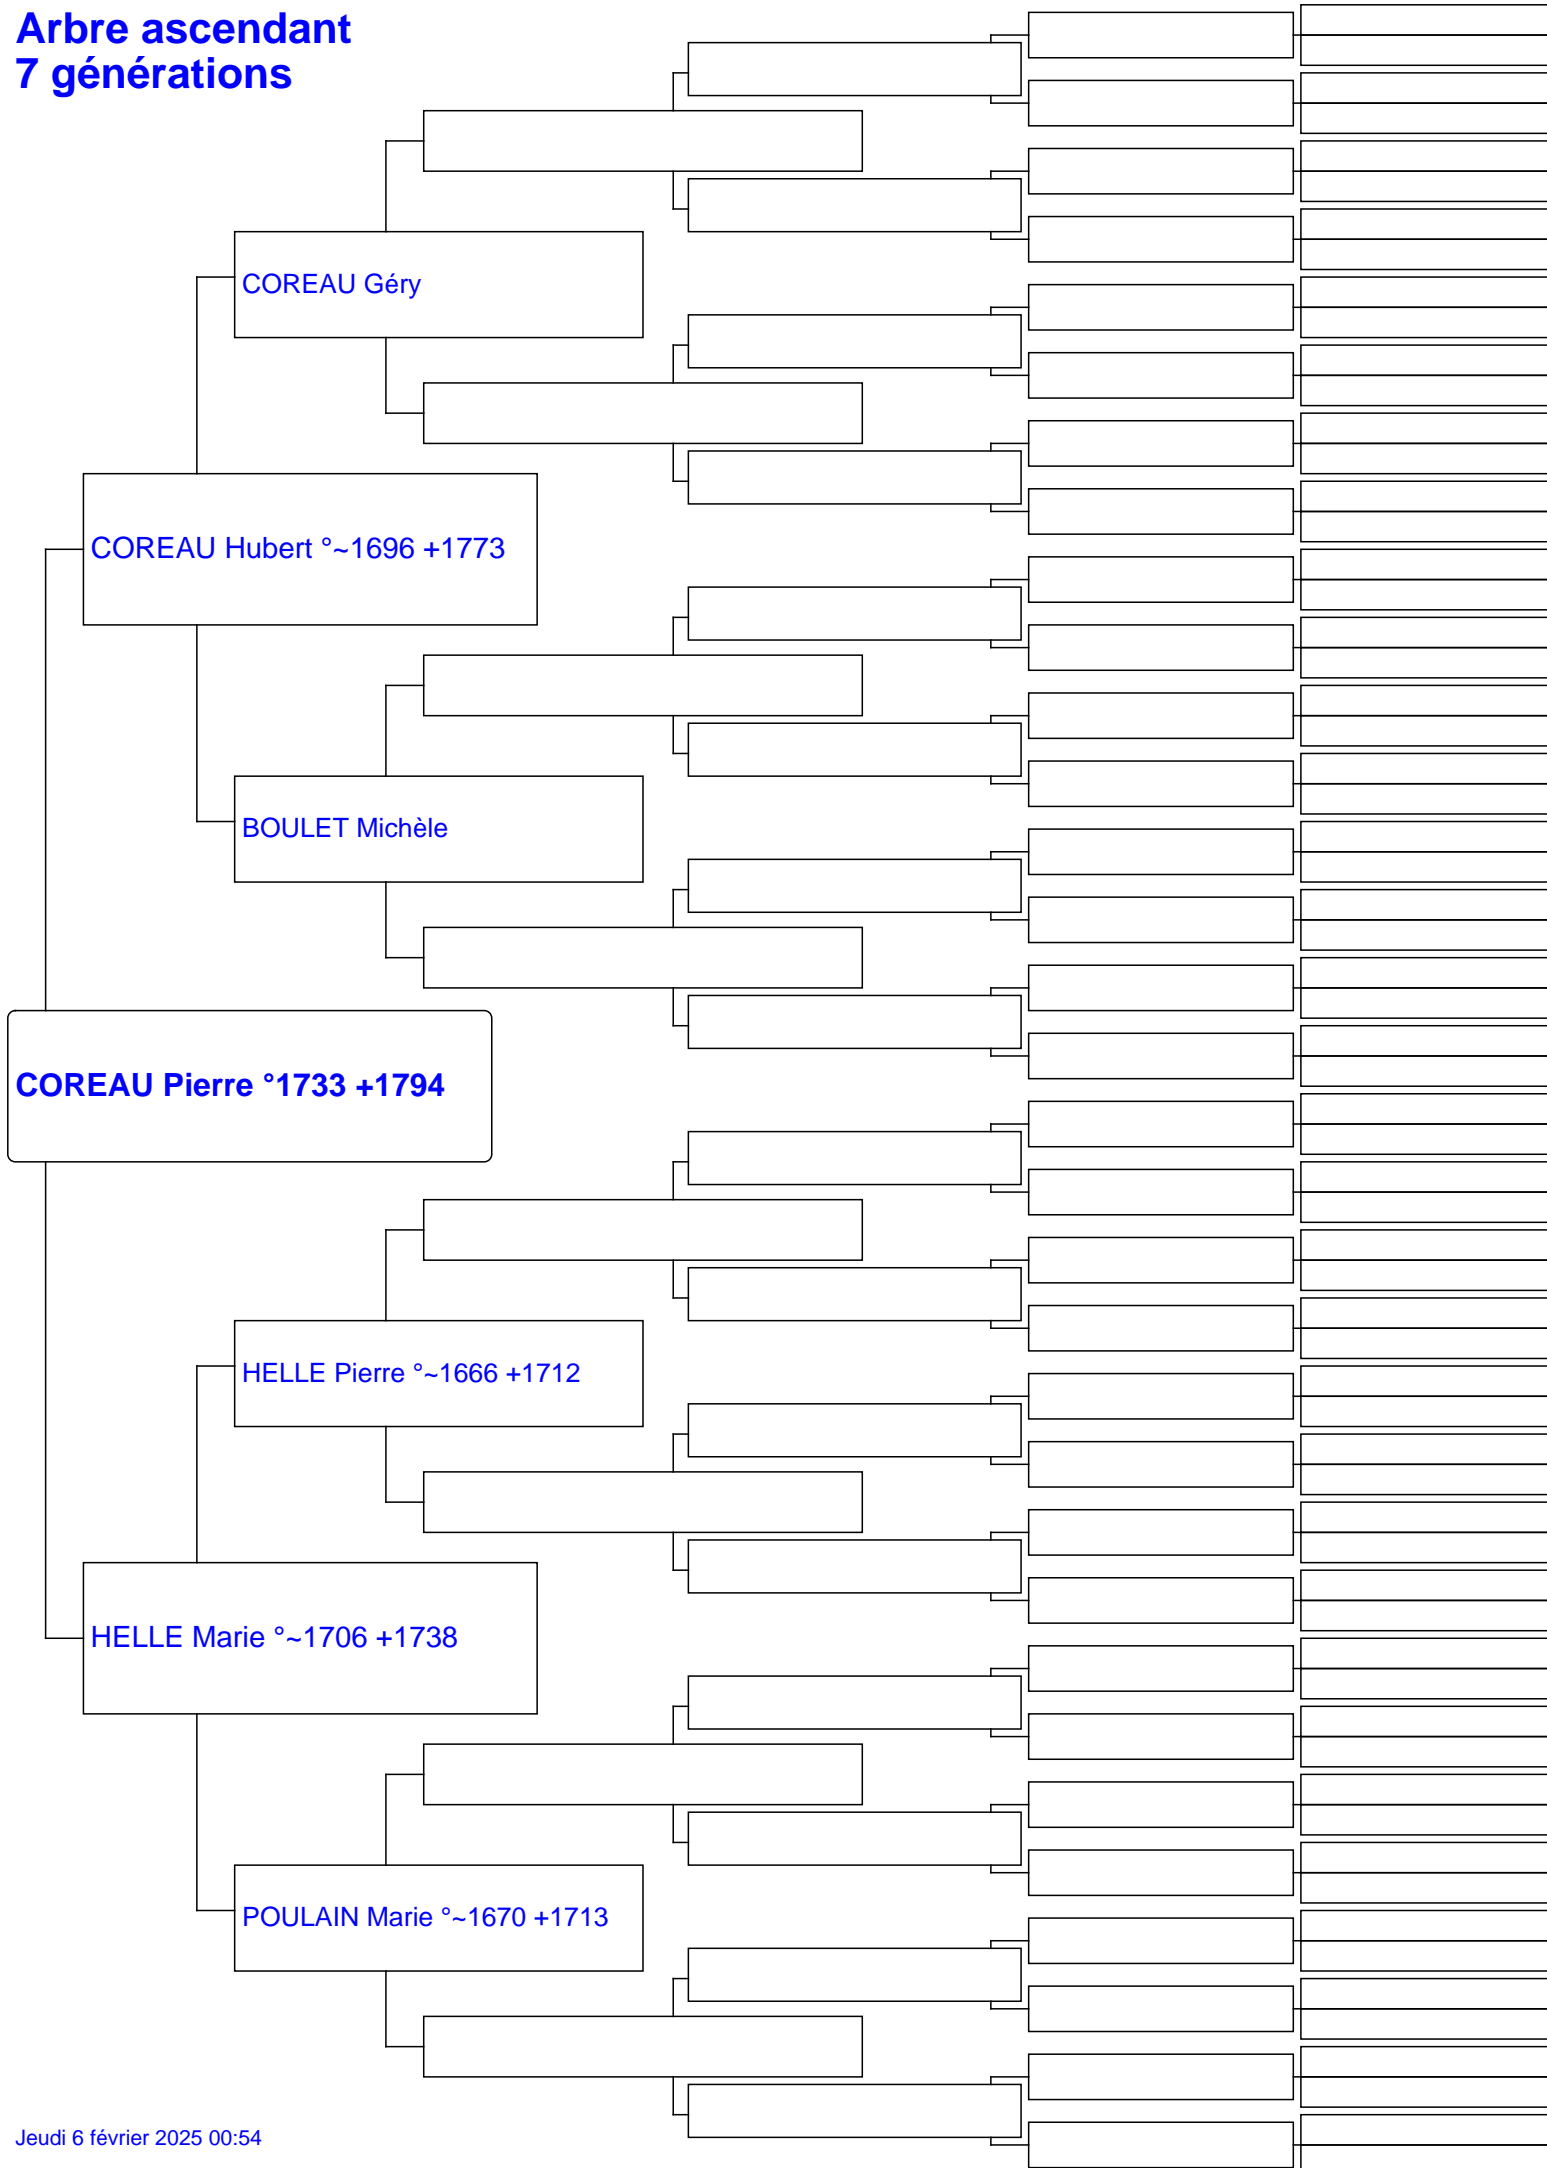 Arbre ascendant
7 générations
COREAU Géry
COREAU Hubert °~1696 +1773
BOULET Michèle
COREAU Pierre °1733 +1794
HELLE Pierre °~1666 +1712
HELLE Marie °~1706 +1738
POULAIN Marie °~1670 +1713
Jeudi 6 février 2025 00:54